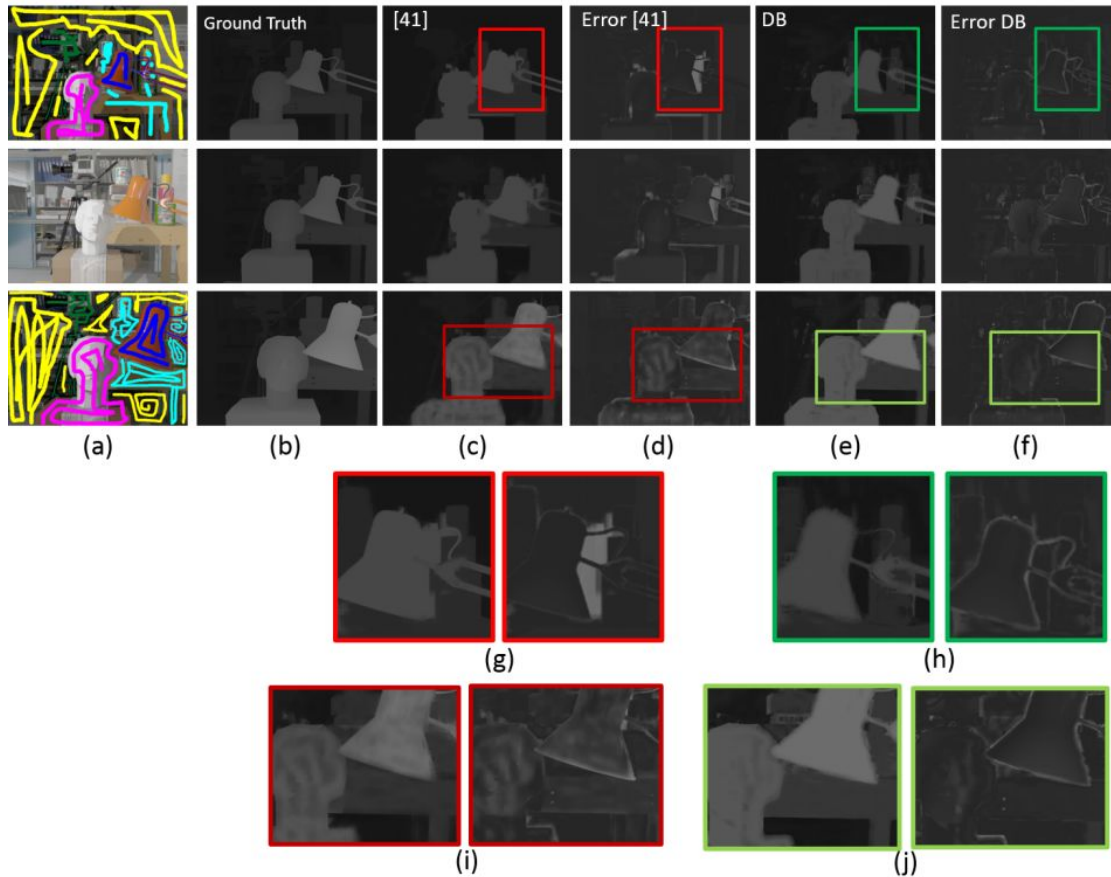 Ground Truth
[41]
Error [41]
DB
Error DB
(a)
(b)
(c)
(d)
(e)
(f)
(g)
(h)
(i)
(j)